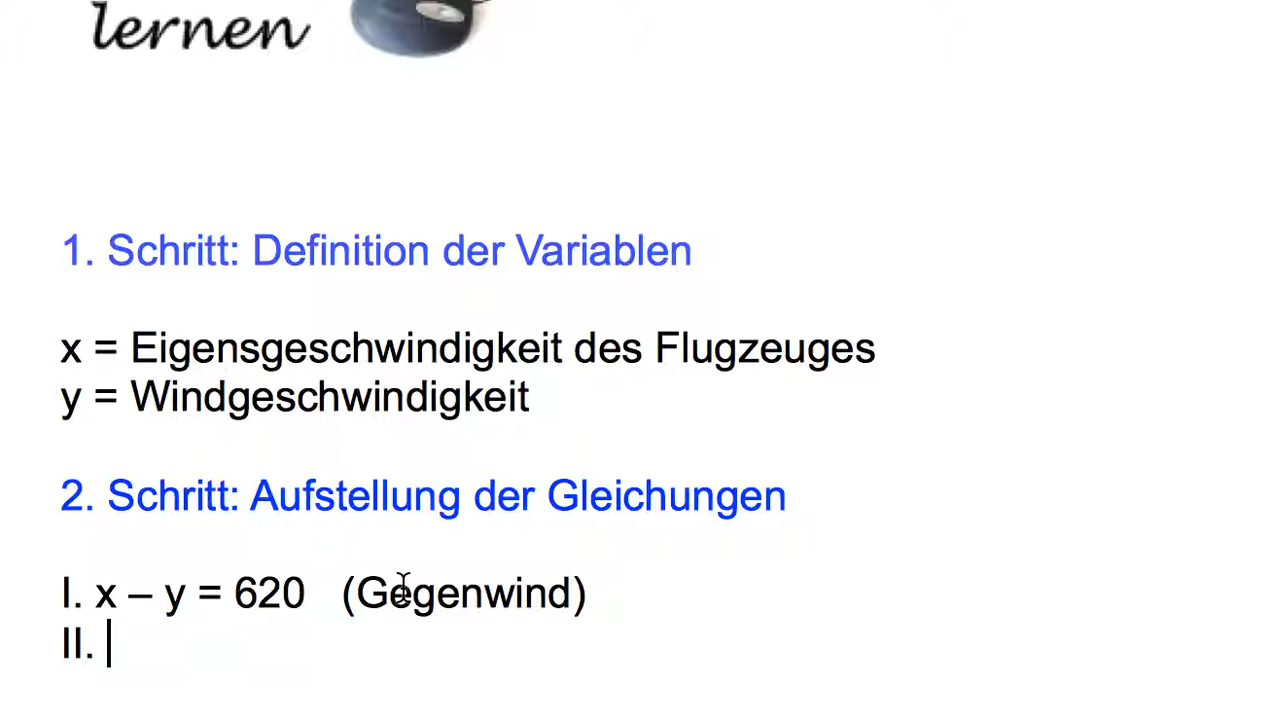 lernen
1. Schritt: Definition der Variablen
x = Eigensgeschwindigkeit des Flugzeuges
y = Windgeschwindigkeit
2. Schritt: Aufstellung der Gleichungen
I. x – y = 620 (Gegenwind)
II.